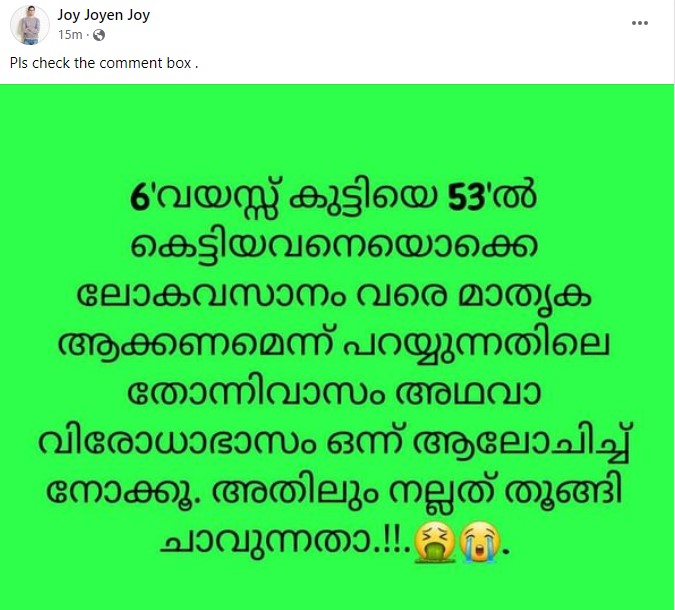 Joy Joyen Joy
15m ·
Pls check the comment box .
6'വയസ്സ് കുട്ടിയെ 53'ൽ
കെട്ടിയവനെയൊക്കെ
ലോകവസാനം വരെ മാതൃക
ആക്കണമെന്ന് പറയ്യുന്നതിലെ
തോന്നിവാസം അഥവാ
വിരോധാഭാസം ഒന്ന് ആലോചിച്ച്
നോക്കൂ. അതിലും നല്ലത് തൂങ്ങി
ചാവുന്നതാ.!!.🤮😭.